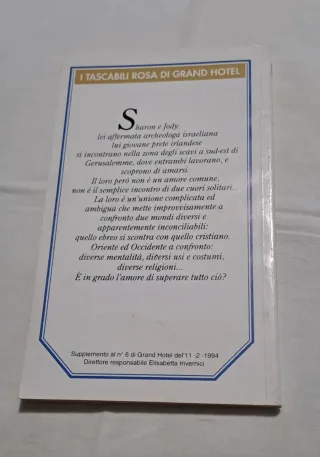 I TASCABILI ROSA DI GRAND HOTEL
Sharon e Jody:
lei affermata archeologa israeliana
lui giovane prete irlandese
si incontrano nella zona degli scavi a sud-est di
Gerusalemme, dove entrambi lavorano, e
scoprono di amarsi.
Il loro però non è un amore comune,
non è il semplice incontro di due cuori solitari...
La loro è un'unione complicata ed
ambigua che mette improvvisamente a
confronto due mondi diversi e
apparentemente inconciliabili:
quello ebreo si scontra con quello cristiano.
Oriente ed Occidente a confronto:
diverse mentalità, diversi usi e costumi,
diverse religioni...
È in grado l'amore di superare tutto ciò?
Supplemento al n° 6 di Grand Hotel del 11 -2 -1994
Direttore responsabile Elisabetta Invernici